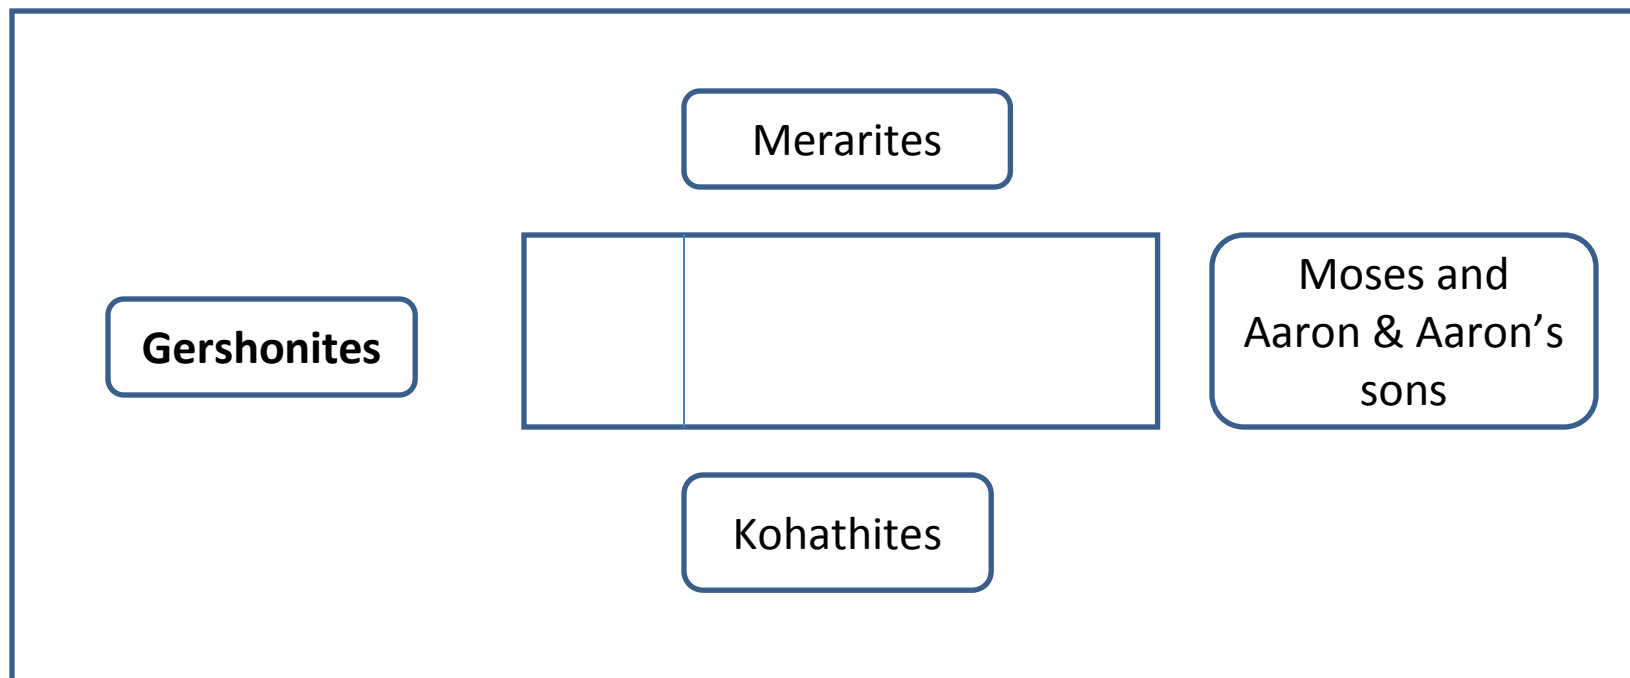 Merarites
Gershonites
Moses and
Aaron & Aaron’s
sons
Kohathites